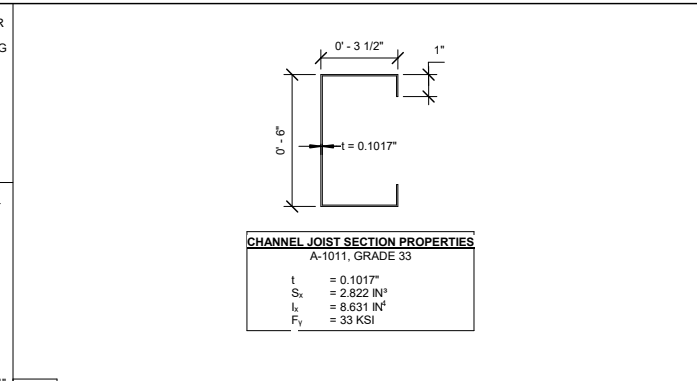 R
G
0' - 3 1/2"
1"
0' - 6"
t = 0.1017"
CHANNEL JOIST SECTION PROPERTIES
A-1011, GRADE 33
t = 0.1017"
Sₓ = 2.822 IN³
Iₓ = 8.631 IN⁴
Fᵧ = 33 KSI